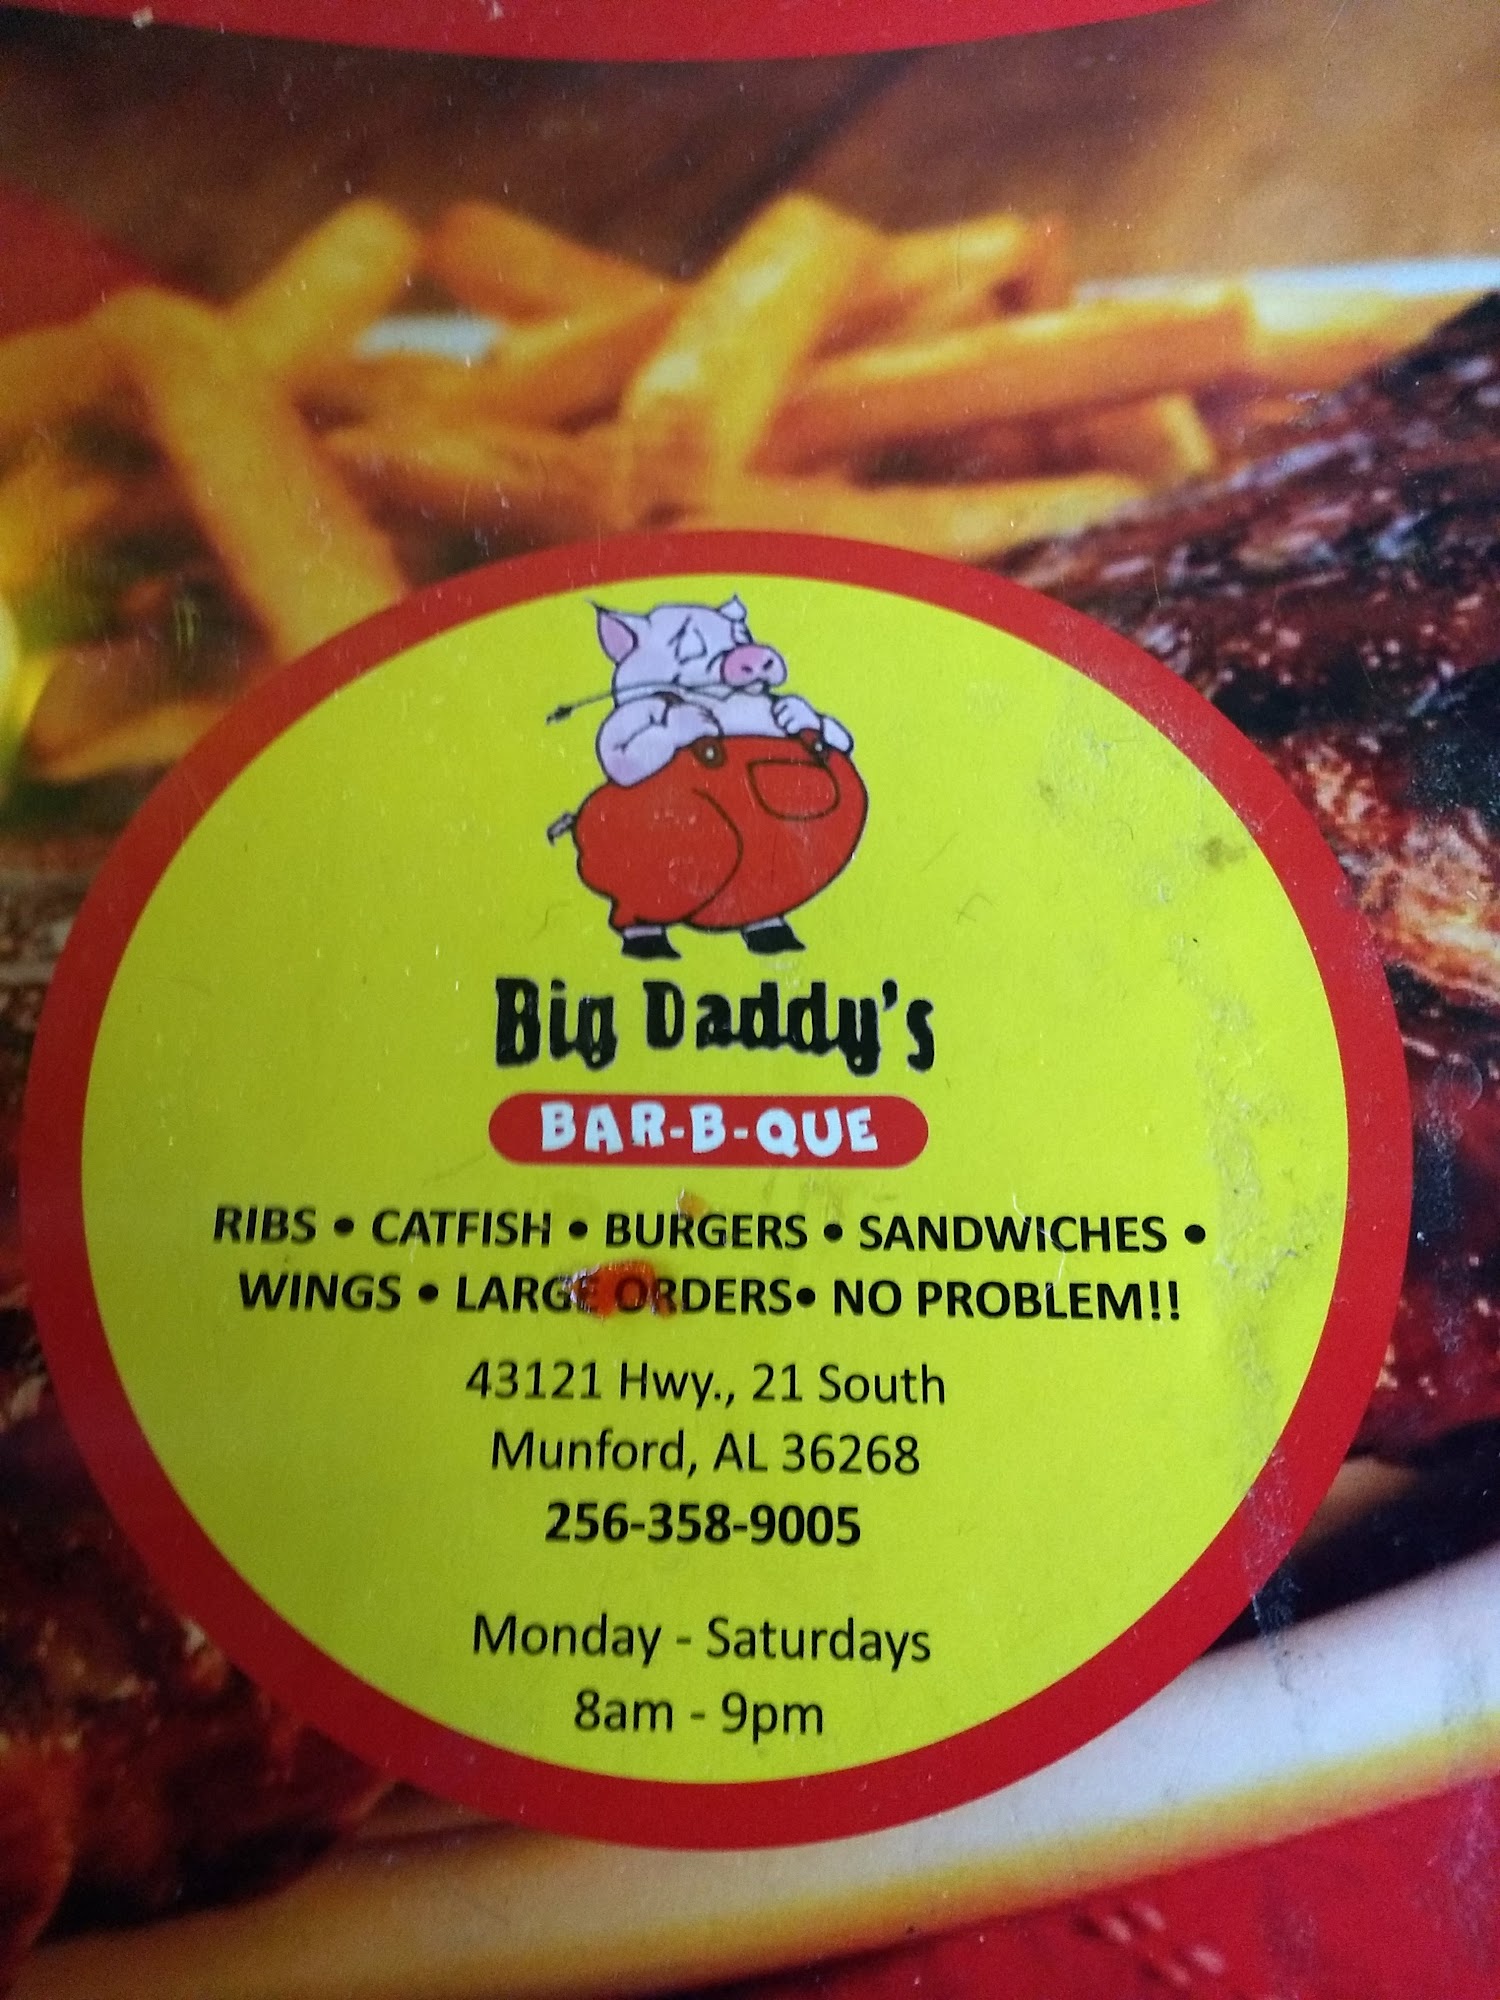 Big Daddy's
BAR-B-QUE
RIBS • CATFISH • BURGERS • SANDWICHES •
WINGS • LARGE ORDERS• NO PROBLEM!!
43121 Hwy., 21 South
Munford, AL 36268
256-358-9005
Monday - Saturdays
8am - 9pm